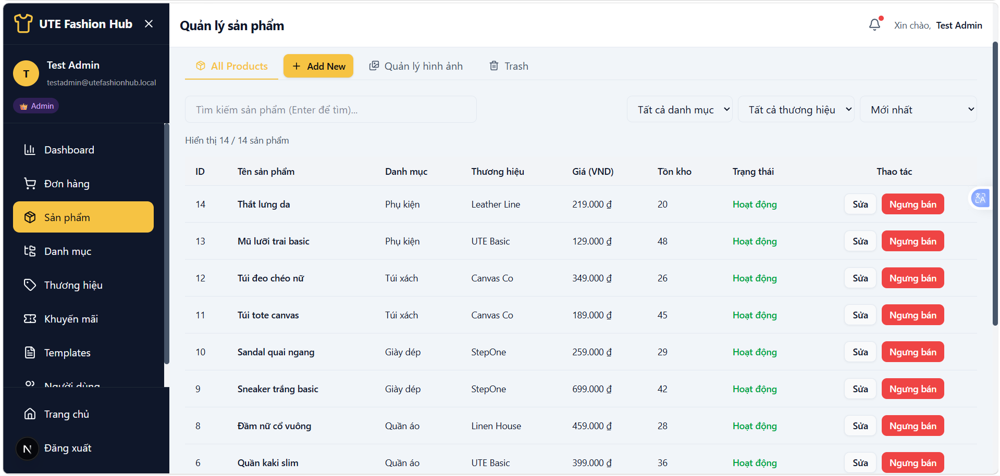 UTE Fashion Hub
T
Test Admin
testadmin@utefashionhub.local
Admin
Dashboard
Đơn hàng
Sản phẩm
Danh mục
Thương hiệu
Khuyến mãi
Templates
Người dùng
Trang chủ
N
Đăng xuất
Quản lý sản phẩm
Xin chào, Test Admin
All Products
Add New
Quản lý hình ảnh
Trash
Tìm kiếm sản phẩm (Enter để tìm)...
Tất cả danh mục
Tất cả thương hiệu
Mới nhất
Hiển thị 14 / 14 sản phẩm
ID Tên sản phẩm Danh mục Thương hiệu Giá (VND) Tồn kho Trạng thái Thao tác
14 Thắt lưng da Phụ kiện Leather Line 219.000 ₫ 20 Hoạt động Sửa Ngưng bán
13 Mũ lưỡi trai basic Phụ kiện UTE Basic 129.000 ₫ 48 Hoạt động Sửa Ngưng bán
12 Túi đeo chéo nữ Túi xách Canvas Co 349.000 ₫ 26 Hoạt động Sửa Ngưng bán
11 Túi tote canvas Túi xách Canvas Co 189.000 ₫ 45 Hoạt động Sửa Ngưng bán
10 Sandal quai ngang Giày dép StepOne 259.000 ₫ 29 Hoạt động Sửa Ngưng bán
9 Sneaker trắng basic Giày dép StepOne 699.000 ₫ 42 Hoạt động Sửa Ngưng bán
8 Đầm nữ cổ vuông Quần áo Linen House 459.000 ₫ 28 Hoạt động Sửa Ngưng bán
6 Quần kaki slim Quần áo UTE Basic 399.000 ₫ 36 Hoạt động Sửa Ngưng bán